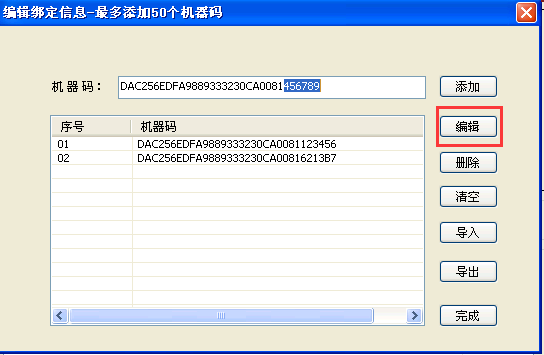 编辑绑定信息-最多添加50个机器码
机器码： DAC256EDFA9889333230CA0081456789 添加
序号 机器码 编辑
01 DAC256EDFA9889333230CA0081123456
02 DAC256EDFA9889333230CA00816213B7 删除
清空
导入
导出
完成